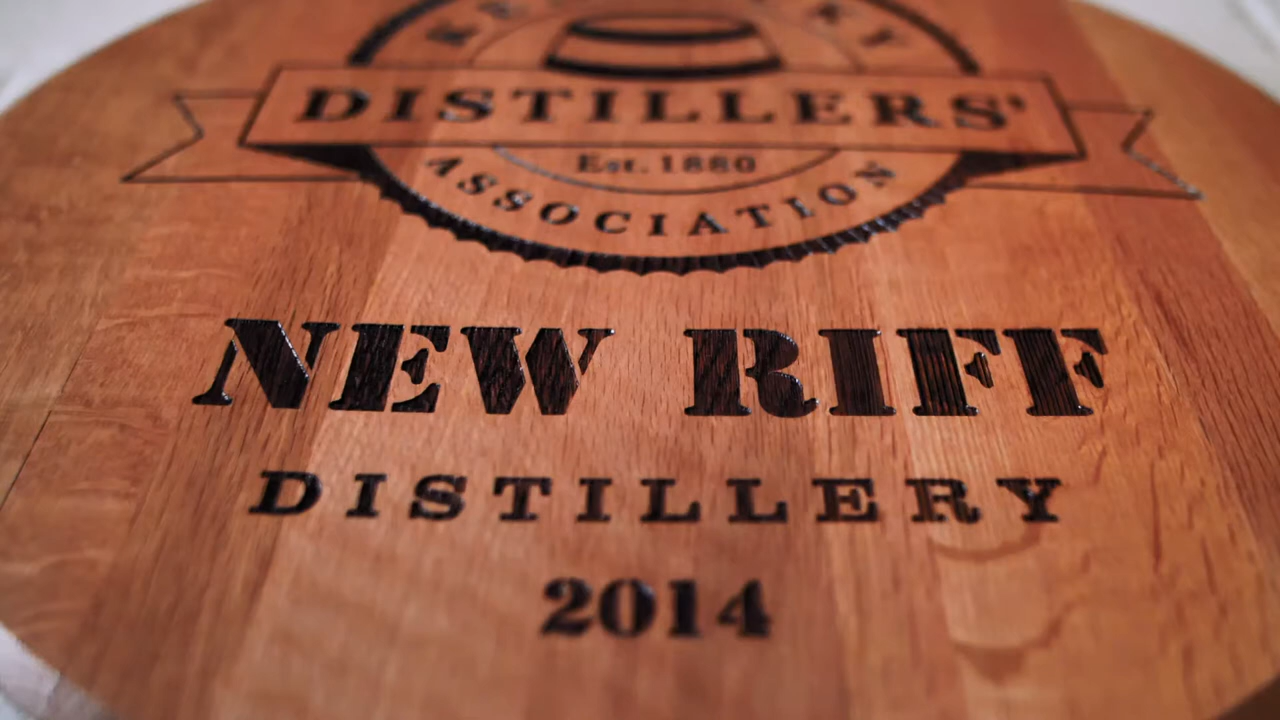 DISTILLERS'
Est. 1880
ASSOCIATION
NEW RIFF
DISTILLERY
2014